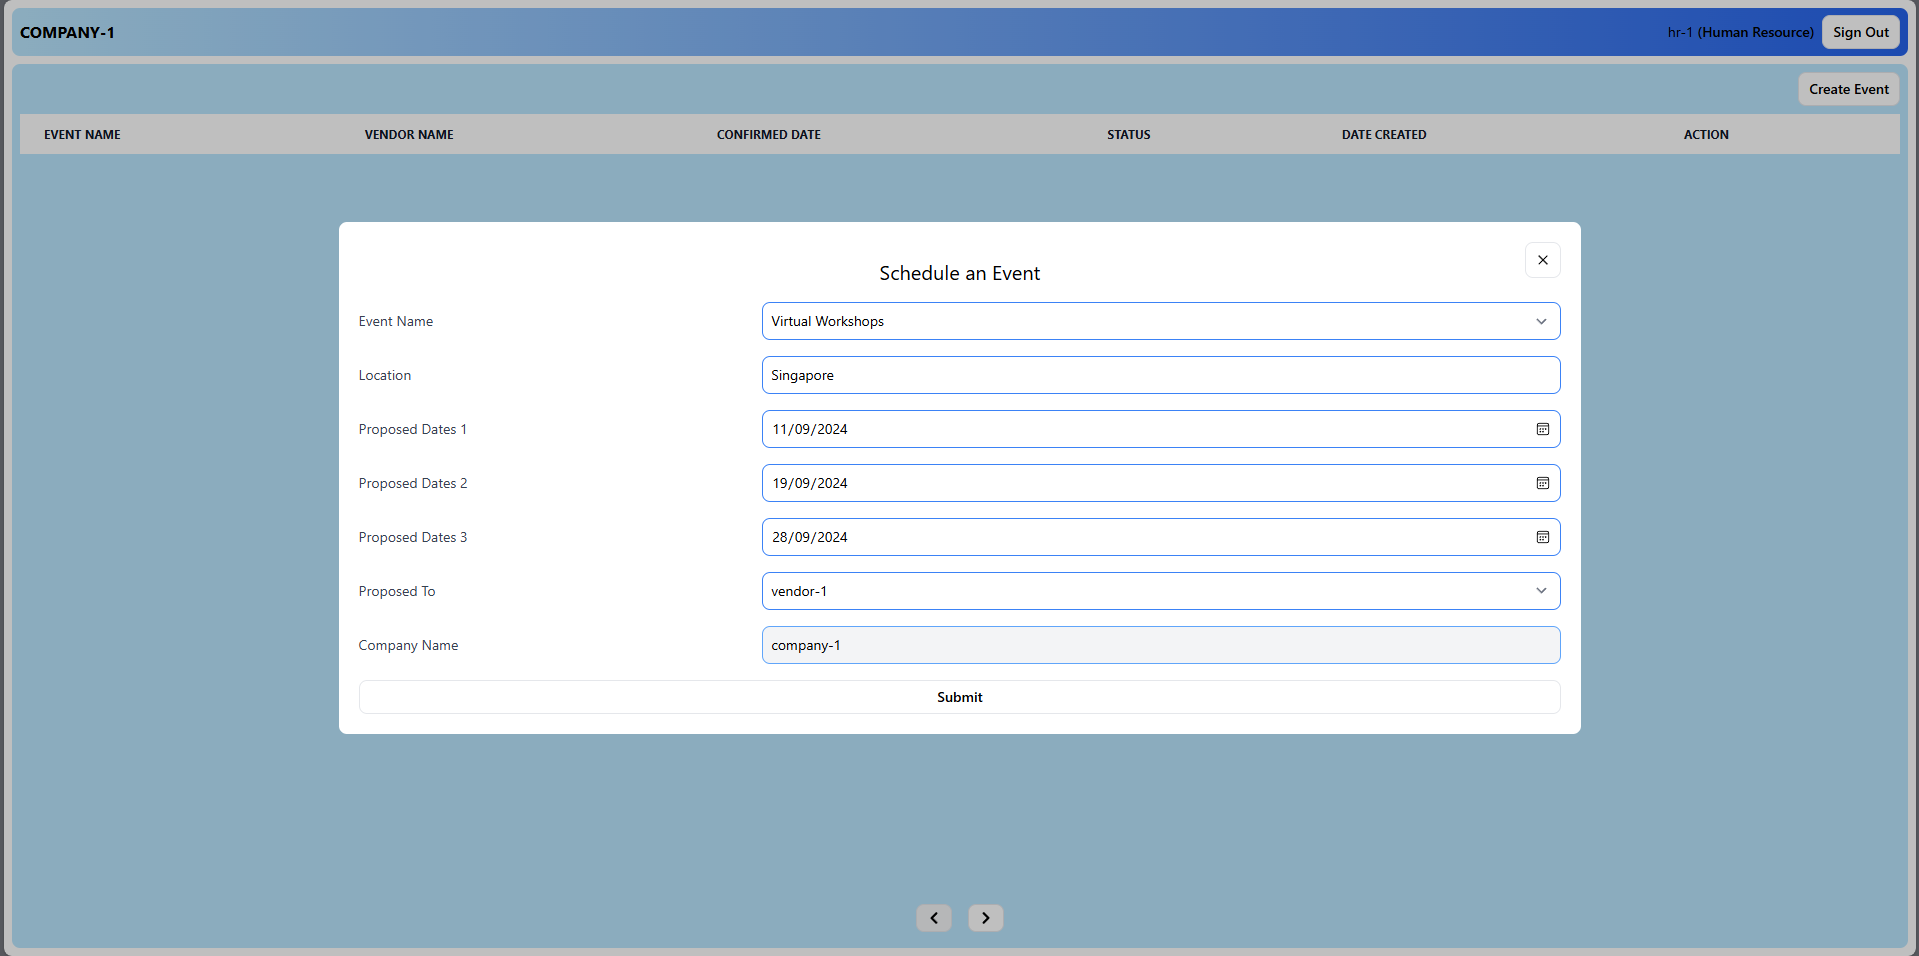 COMPANY-1 hr-1 (Human Resource) Sign Out
Create Event
EVENT NAME VENDOR NAME CONFIRMED DATE STATUS DATE CREATED ACTION
Schedule an Event
Event Name Virtual Workshops
Location Singapore
Proposed Dates 1 11/09/2024
Proposed Dates 2 19/09/2024
Proposed Dates 3 28/09/2024
Proposed To vendor-1
Company Name company-1
Submit